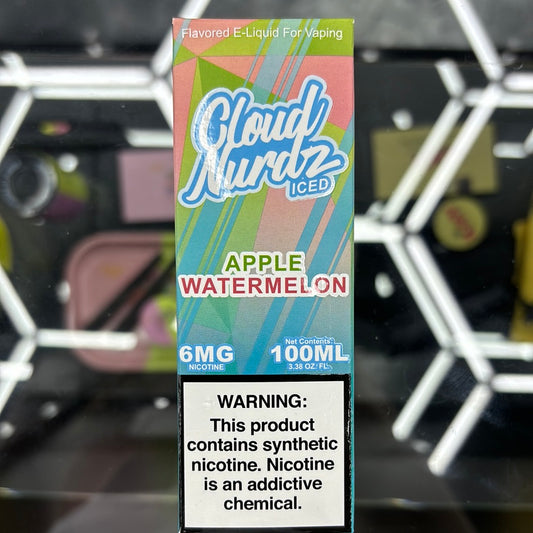 Flavored E-Liquid For Vaping
Cloud
Nurdz
ICED
APPLE
WATERMELON
6MG
NICOTINE
Net Contents:
100ML
3.38 OZ. FL.
WARNING:
This product
contains synthetic
nicotine. Nicotine
is an addictive
chemical.